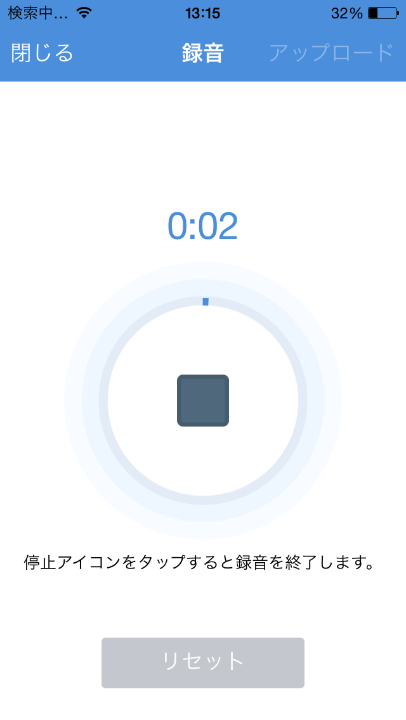 検索中... 13:15 32%
閉じる 録音 アップロード
0:02
停止アイコンをタップすると録音を終了します。
リセット